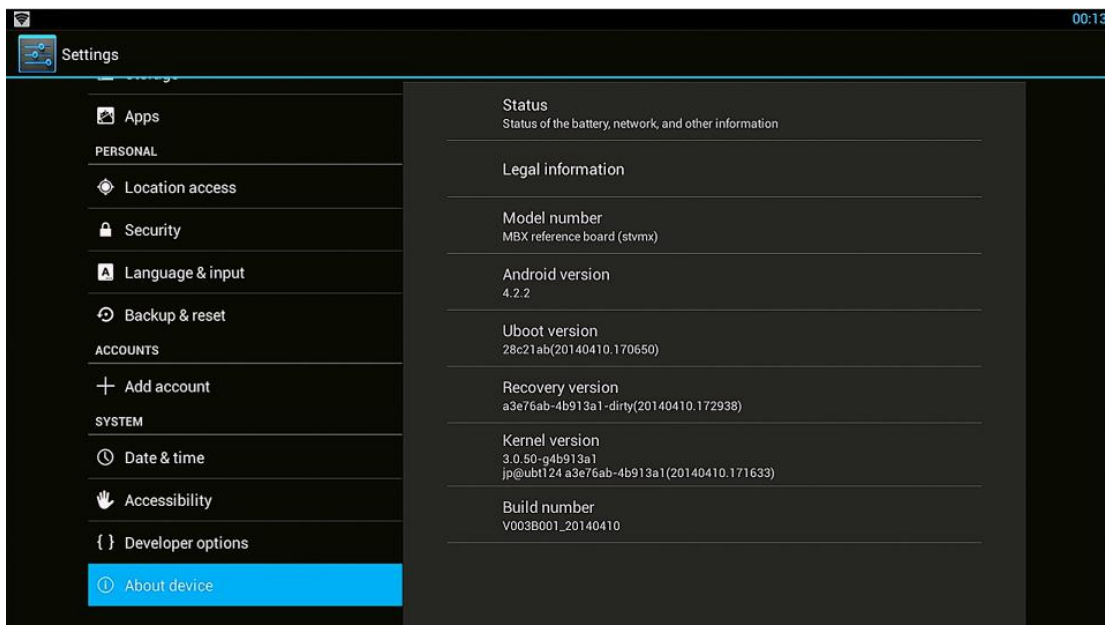 00:13
Settings
Storage
Apps
PERSONAL
Location access
Security
Language & input
Backup & reset
ACCOUNTS
Add account
SYSTEM
Date & time
Accessibility
{ } Developer options
About device
Status
Status of the battery, network, and other information
Legal information
Model number
MBX reference board (stvmx)
Android version
4.2.2
Uboot version
28c21ab(20140410.170650)
Recovery version
a3e76ab-4b913a1-dirty(20140410.172938)
Kernel version
3.0.50-g4b913a1
jp@ubt124 a3e76ab-4b913a1(20140410.171633)
Build number
V003B001_20140410